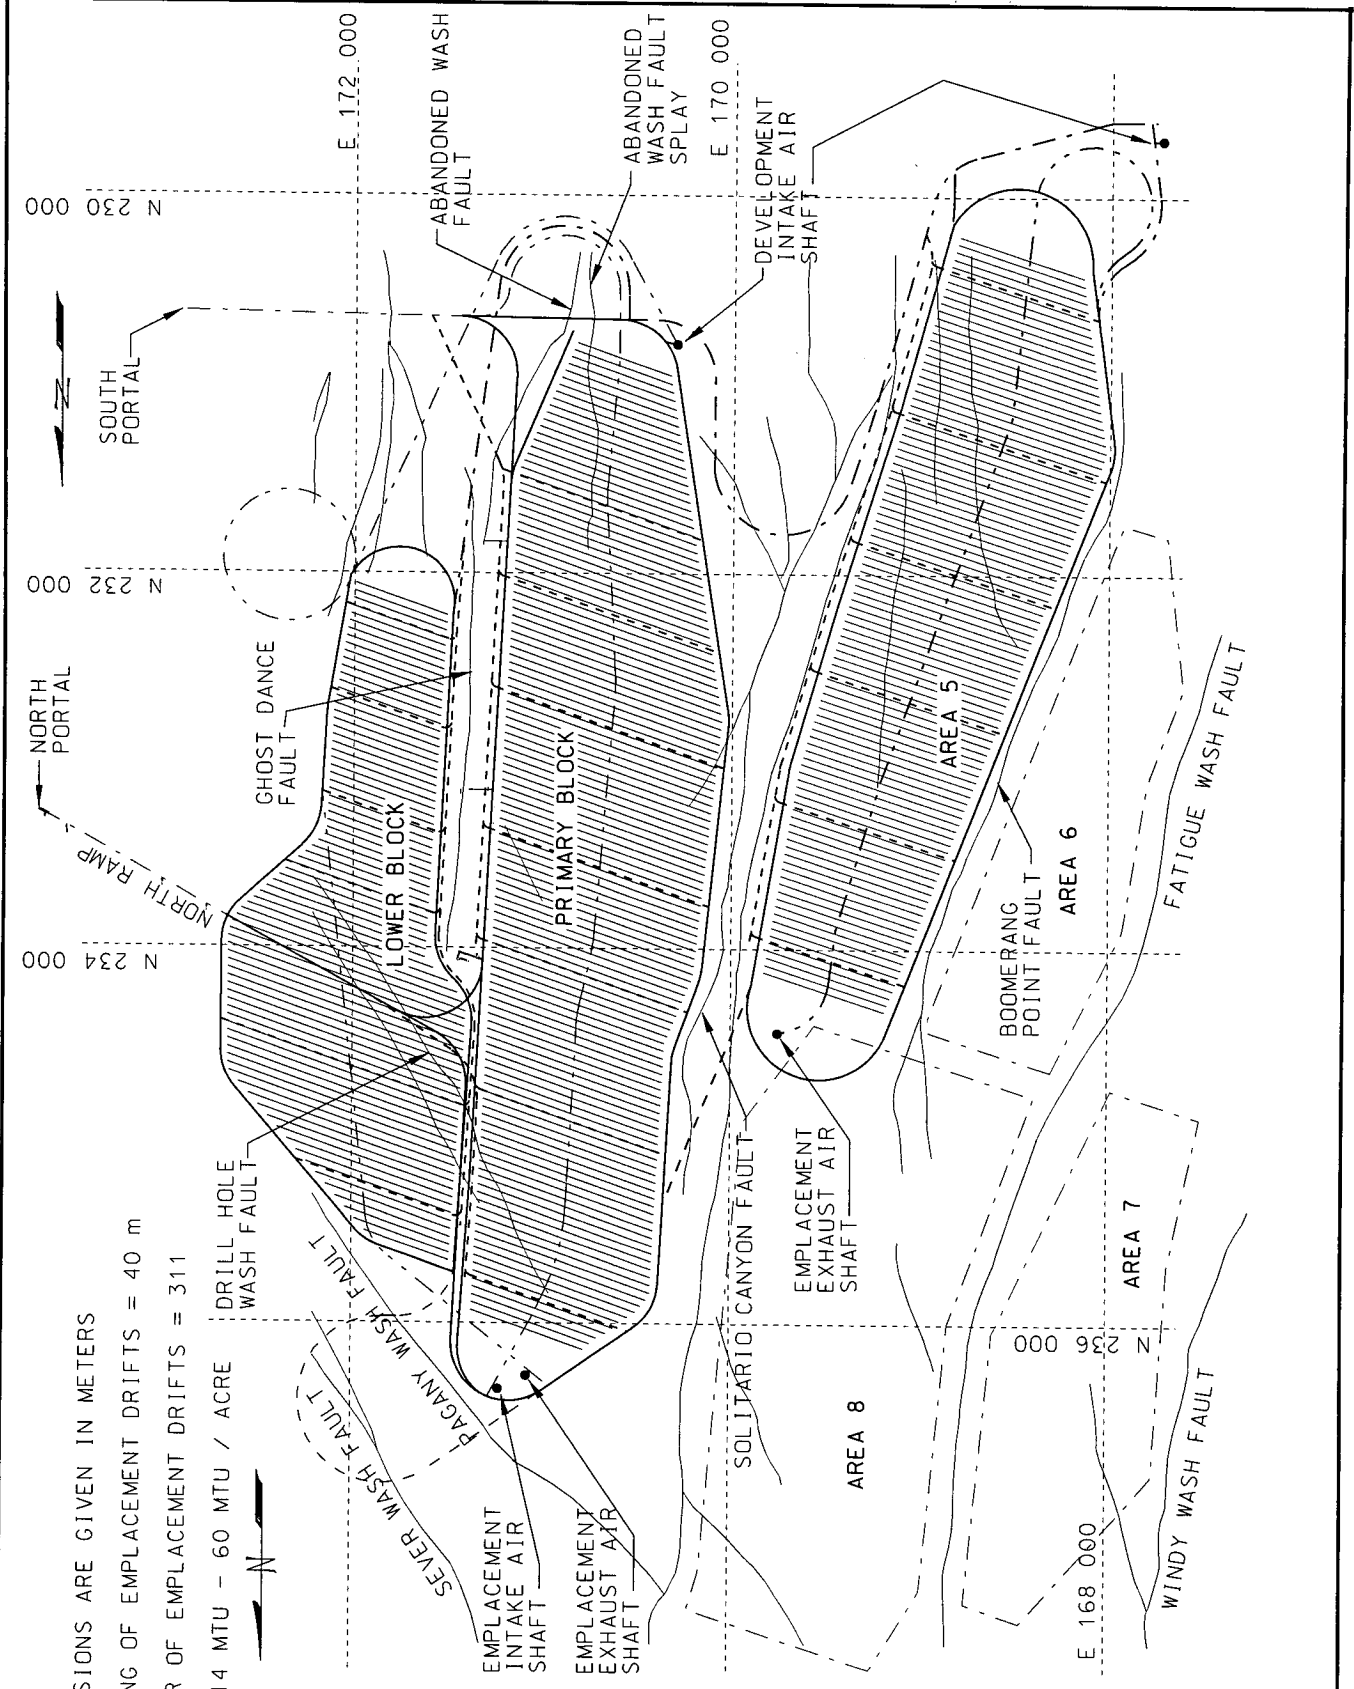 SIONS ARE GIVEN IN METERS
NG OF EMPLACEMENT DRIFTS = 40 m
R OF EMPLACEMENT DRIFTS = 311
14 MTU - 60 MTU / ACRE
N
N
NORTH
PORTAL
SOUTH
PORTAL
NORTH RAMP
N 230 000
N 232 000
N 234 000
N 236 000
E 172 000
E 170 000
E 168 000
ABANDONED WASH
FAULT
ABANDONED
WASH FAULT
SPLAY
DEVELOPMENT
INTAKE AIR
SHAFT
GHOST DANCE
FAULT
LOWER BLOCK
PRIMARY BLOCK
DRILL HOLE
WASH FAULT
PAGANY WASH FAULT
SEVER WASH FAULT
EMPLACEMENT
INTAKE AIR
SHAFT
EMPLACEMENT
EXHAUST AIR
SHAFT
SOLITARIO CANYON FAULT
EMPLACEMENT
EXHAUST AIR
SHAFT
BOOMERANG
POINT FAULT
AREA 5
AREA 6
AREA 7
AREA 8
FATIGUE WASH FAULT
WINDY WASH FAULT